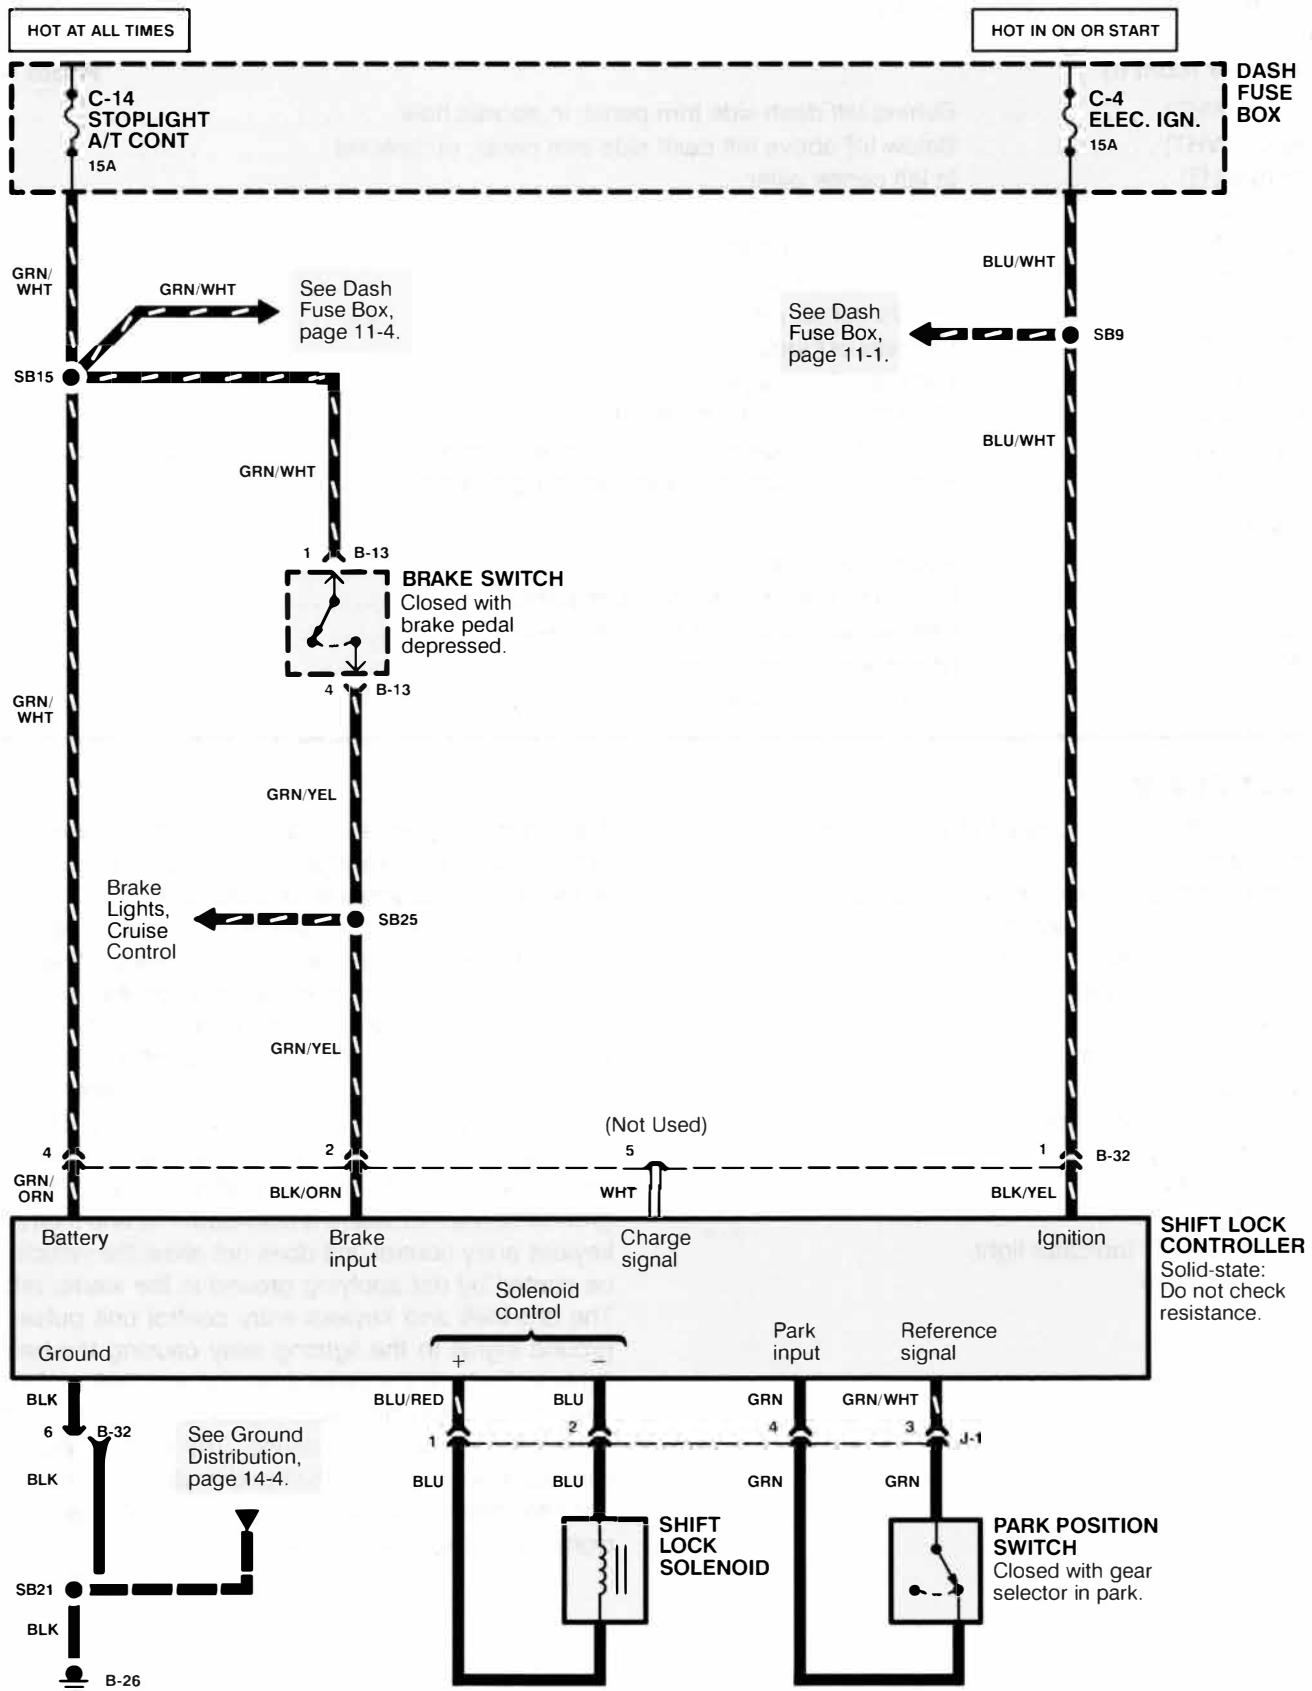 HOT AT ALL TIMES
HOT IN ON OR START
C-14
STOPLIGHT
A/T CONT
15A
C-4
ELEC. IGN.
15A
DASH
FUSE
BOX
GRN/
WHT
GRN/WHT
See Dash
Fuse Box,
page 11-4.
BLU/WHT
See Dash
Fuse Box,
page 11-1.
SB9
SB15
BLU/WHT
GRN/WHT
1
B-13
BRAKE SWITCH
Closed with
brake pedal
depressed.
4
B-13
GRN/
WHT
GRN/YEL
Brake
Lights,
Cruise
Control
SB25
GRN/YEL
(Not Used)
4
2
5
1
B-32
GRN/
ORN
BLK/ORN
WHT
BLK/YEL
Battery
Brake
input
Charge
signal
Ignition
SHIFT LOCK
CONTROLLER
Solid-state:
Do not check
resistance.
Solenoid
control
+
–
Park
input
Reference
signal
Ground
BLK
BLU/RED
BLU
GRN
GRN/WHT
6
B-32
1
2
4
3
J-1
See Ground
Distribution,
page 14-4.
BLK
BLU
BLU
GRN
GRN
SHIFT
LOCK
SOLENOID
PARK POSITION
SWITCH
Closed with gear
selector in park.
SB21
BLK
B-26